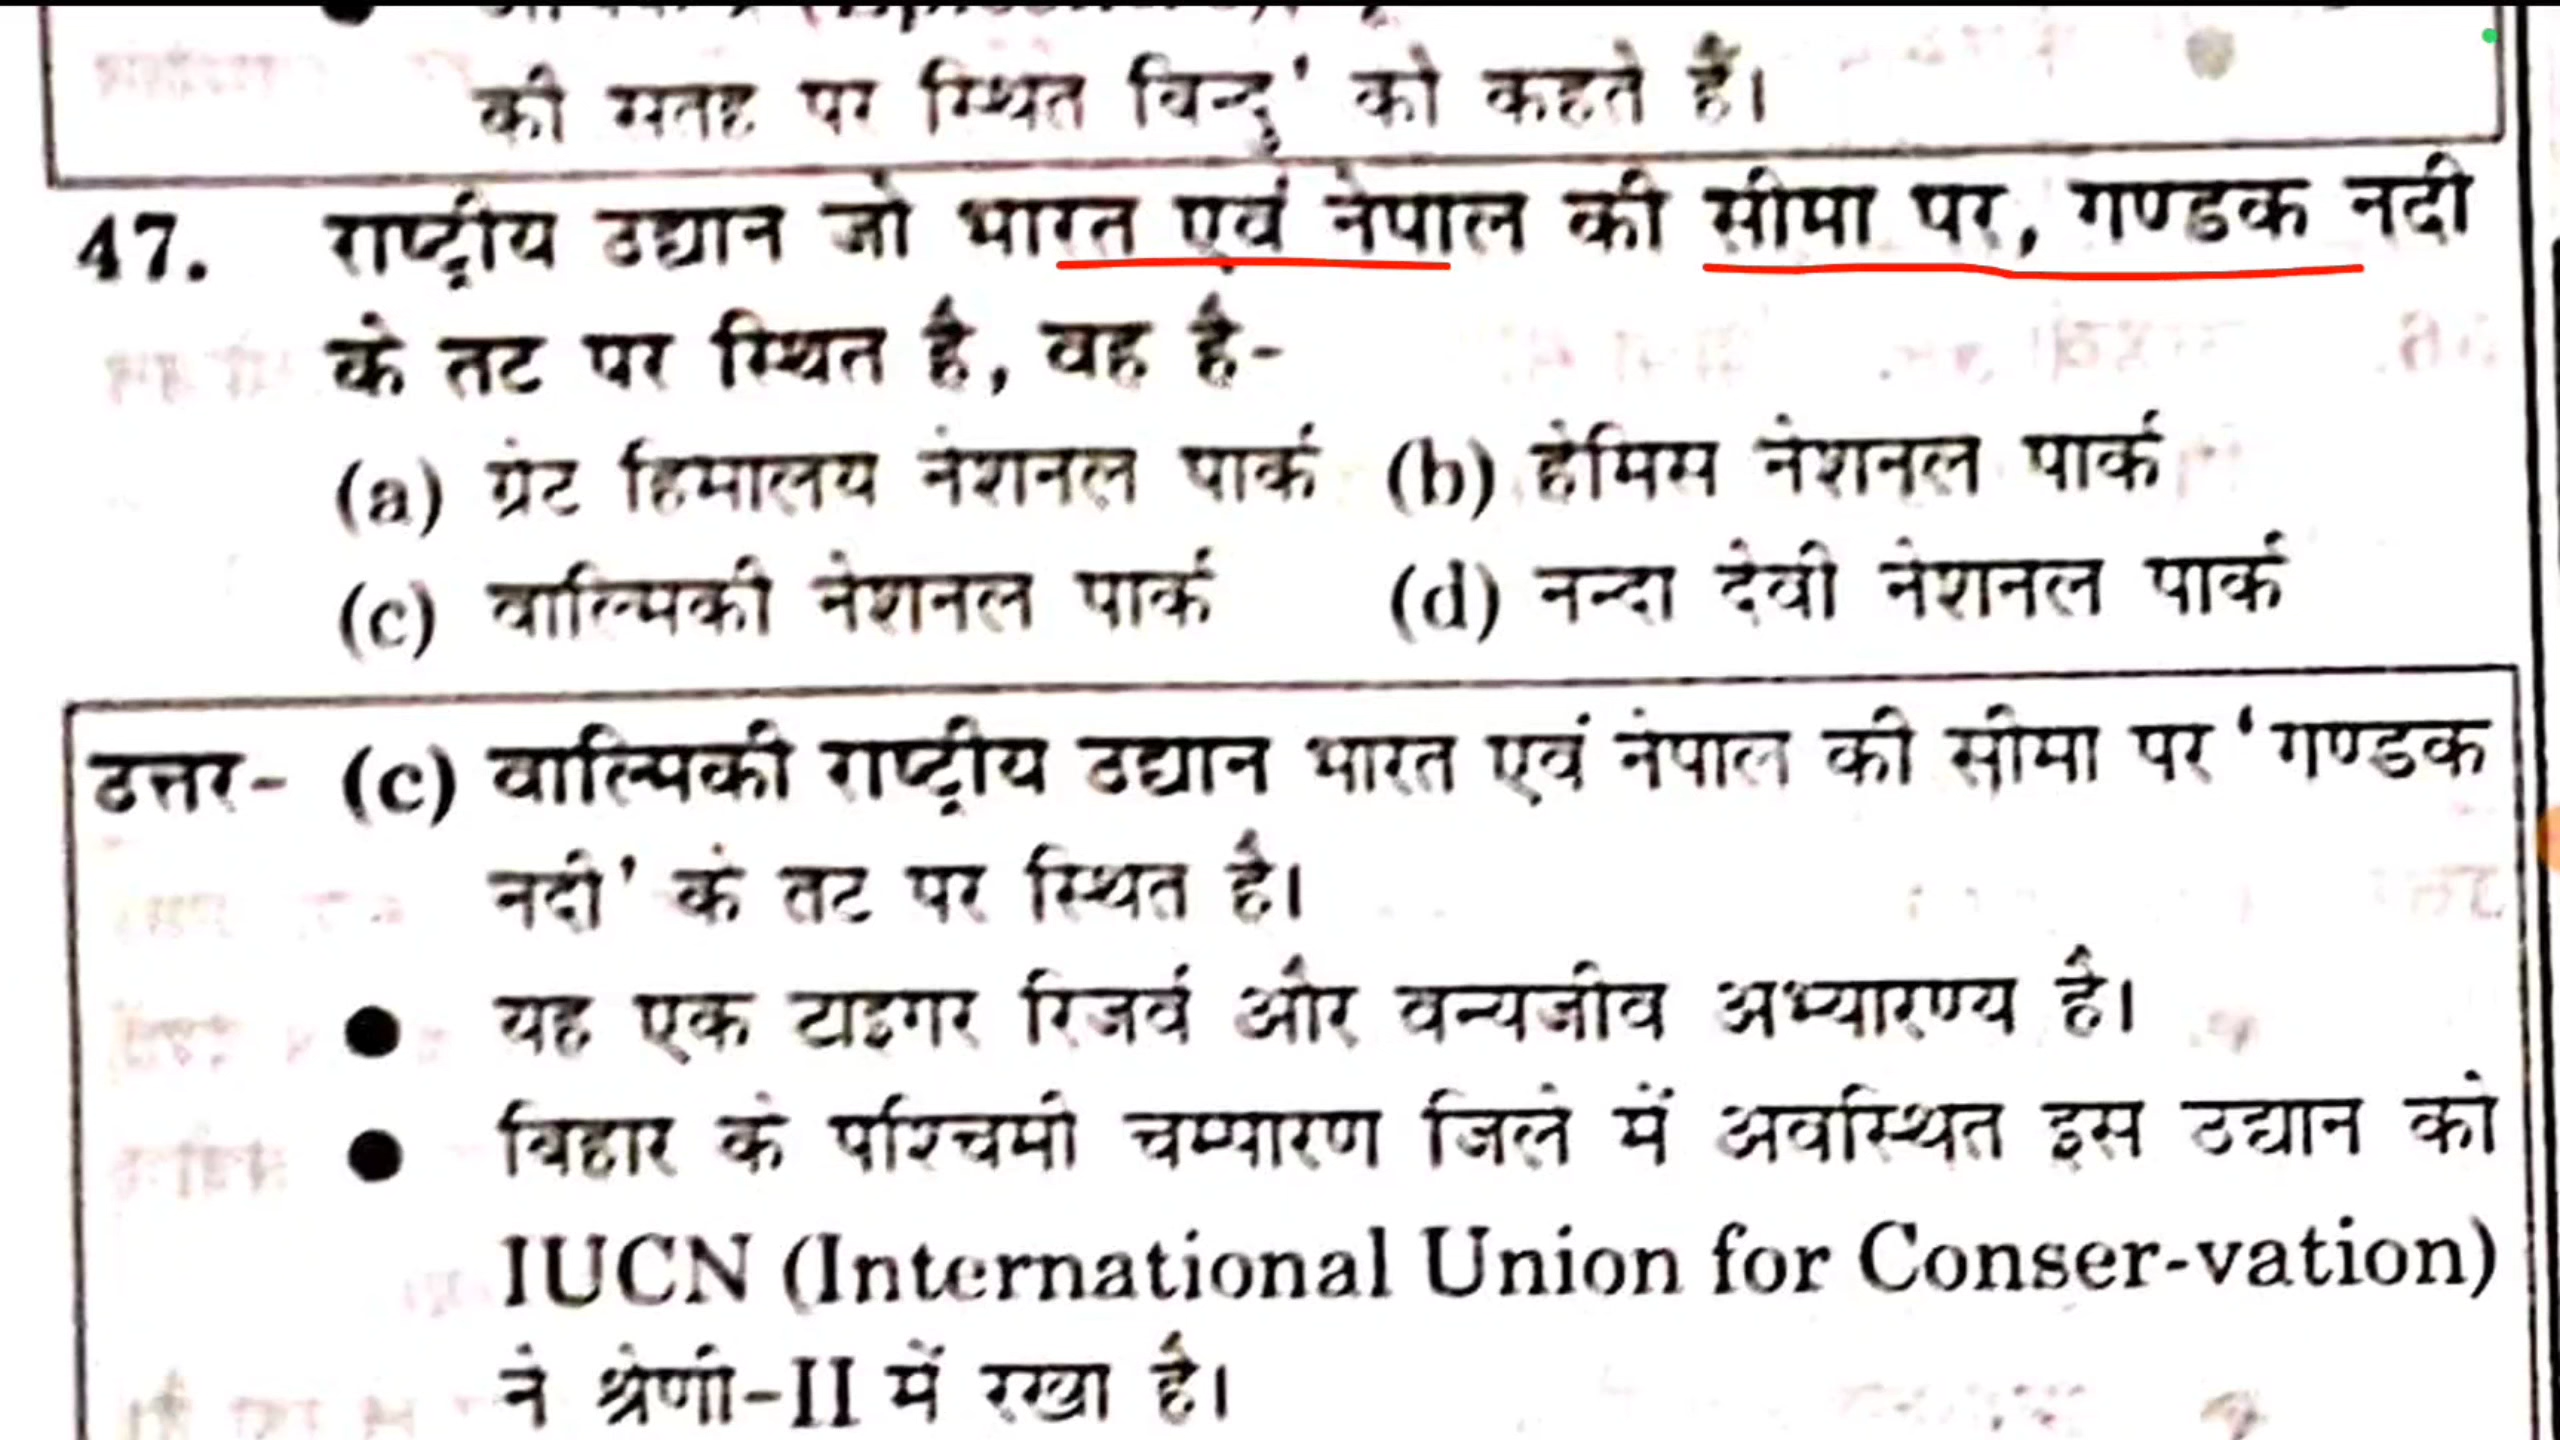 की सतह पर स्थित विन्दु' को कहते हैं।
47. राष्ट्रीय उद्यान जो भारत एवं नेपाल की सीमा पर, गण्डक नदी
के तट पर स्थित है, वह है-
(a) ग्रेट हिमालय नेशनल पार्क (b) हेमिस नेशनल पार्क
(c) वाल्मिकी नेशनल पार्क (d) नन्दा देवी नेशनल पार्क
उत्तर- (c) वाल्मिकी राष्ट्रीय उद्यान भारत एवं नेपाल की सीमा पर 'गण्डक
नदी' के तट पर स्थित है।
● यह एक टाइगर रिजर्व और वन्यजीव अभ्यारण्य है।
● बिहार के पश्चिमी चम्पारण जिले में अवस्थित इस उद्यान को
IUCN (International Union for Conser-vation)
ने श्रेणी-II में रखा है।